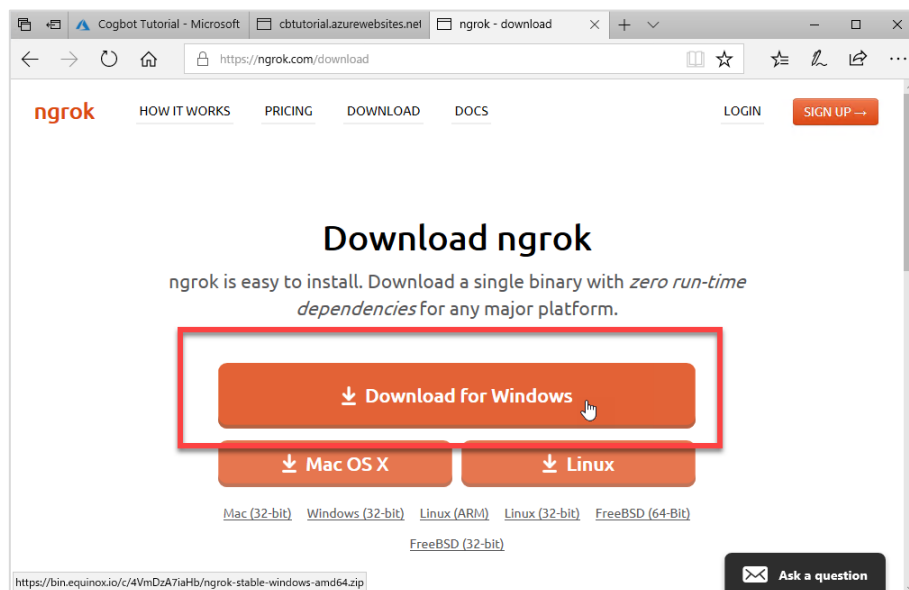 Cogbot Tutorial - Microsoft
cbtutorial.azurewebsites.net
ngrok - download
https://ngrok.com/download
ngrok
HOW IT WORKS
PRICING
DOWNLOAD
DOCS
LOGIN
SIGN UP →
Download ngrok
ngrok is easy to install. Download a single binary with zero run-time
dependencies for any major platform.
Download for Windows
Mac OS X
Linux
Mac (32-bit)
Windows (32-bit)
Linux (ARM)
Linux (32-bit)
FreeBSD (64-Bit)
FreeBSD (32-bit)
https://bin.equinox.io/c/4VmDzA7iaHb/ngrok-stable-windows-amd64.zip
Ask a question